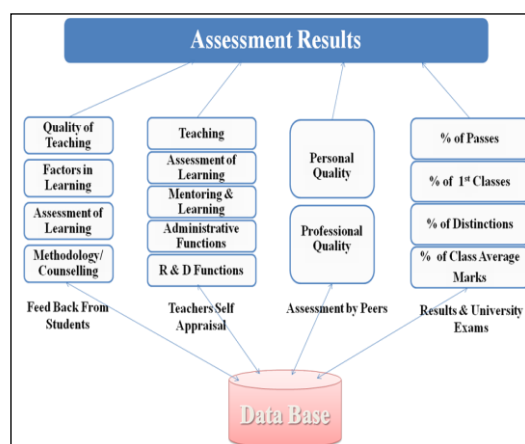 Assessment Results
Quality of
Teaching
Factors in
Learning
Assessment of
Learning
Methodology/
Counselling
Feed Back From
Students
Teaching
Assessment of
Learning
Mentoring &
Learning
Administrative
Functions
R & D Functions
Teachers Self
Appraisal
Personal
Quality
Professional
Quality
Assessment by Peers
% of Passes
% of 1st Classes
% of Distinctions
% of Class Average
Marks
Results & University
Exams
Data Base